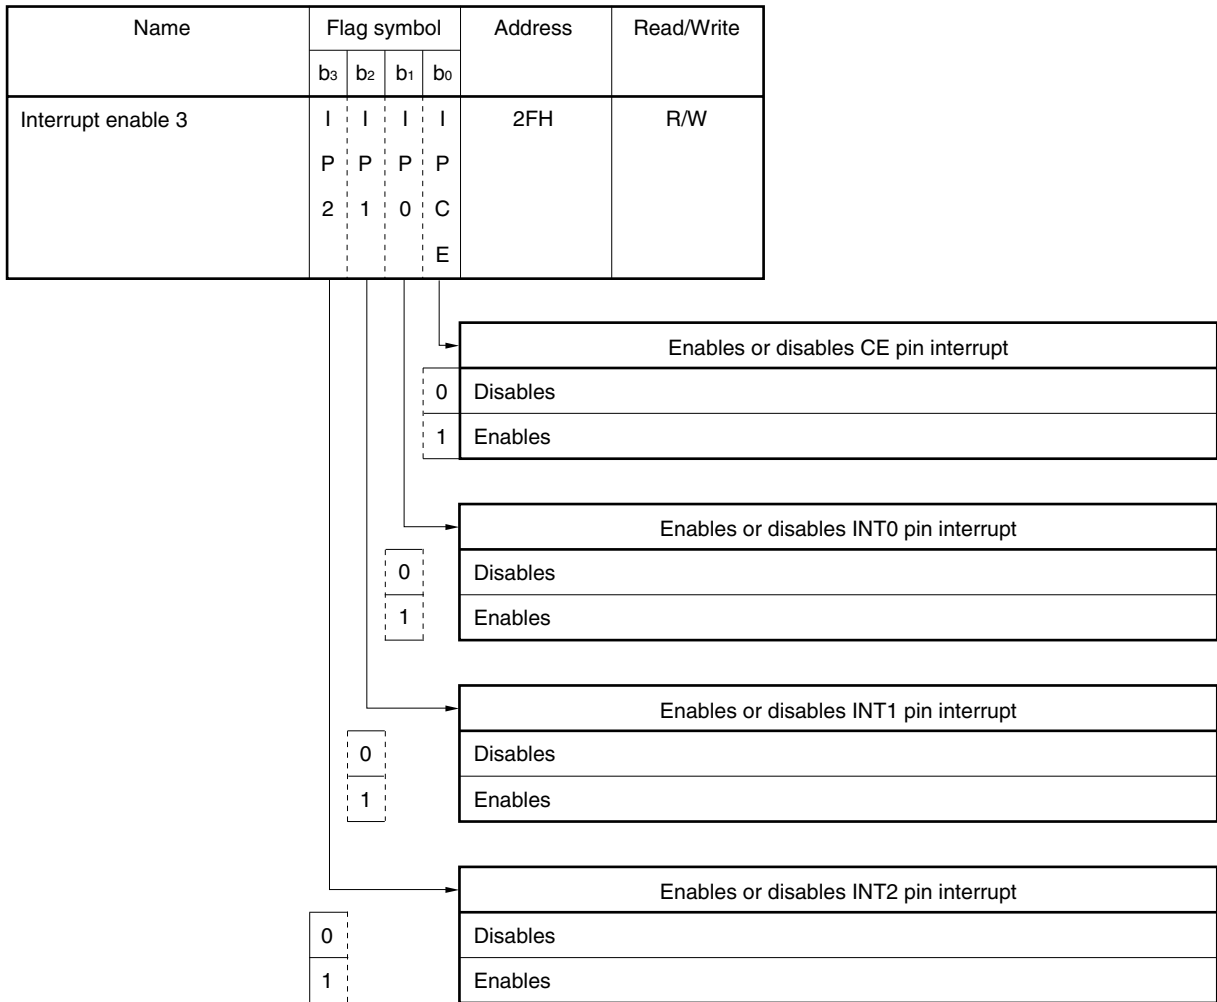 Name Flag symbol Address Read/Write
b3 b2 b1 b0
Interrupt enable 3 I I I I 2FH R/W
P P P P
2 1 0 C
E
Enables or disables CE pin interrupt
0 Disables
1 Enables
Enables or disables INT0 pin interrupt
0 Disables
1 Enables
Enables or disables INT1 pin interrupt
0 Disables
1 Enables
Enables or disables INT2 pin interrupt
0 Disables
1 Enables